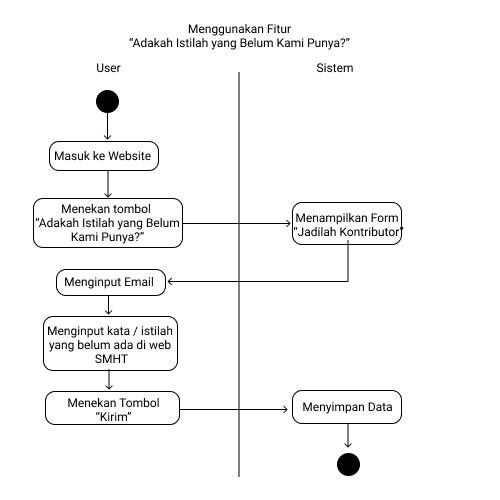 Menggunakan Fitur
“Adakah Istilah yang Belum Kami Punya?”
User
Sistem
Masuk ke Website
Menekan tombol
“Adakah Istilah yang Belum
Kami Punya?”
Menampilkan Form
“Jadilah Kontributor”
Menginput Email
Menginput kata / istilah
yang belum ada di web
SMHT
Menekan Tombol
“Kirim”
Menyimpan Data